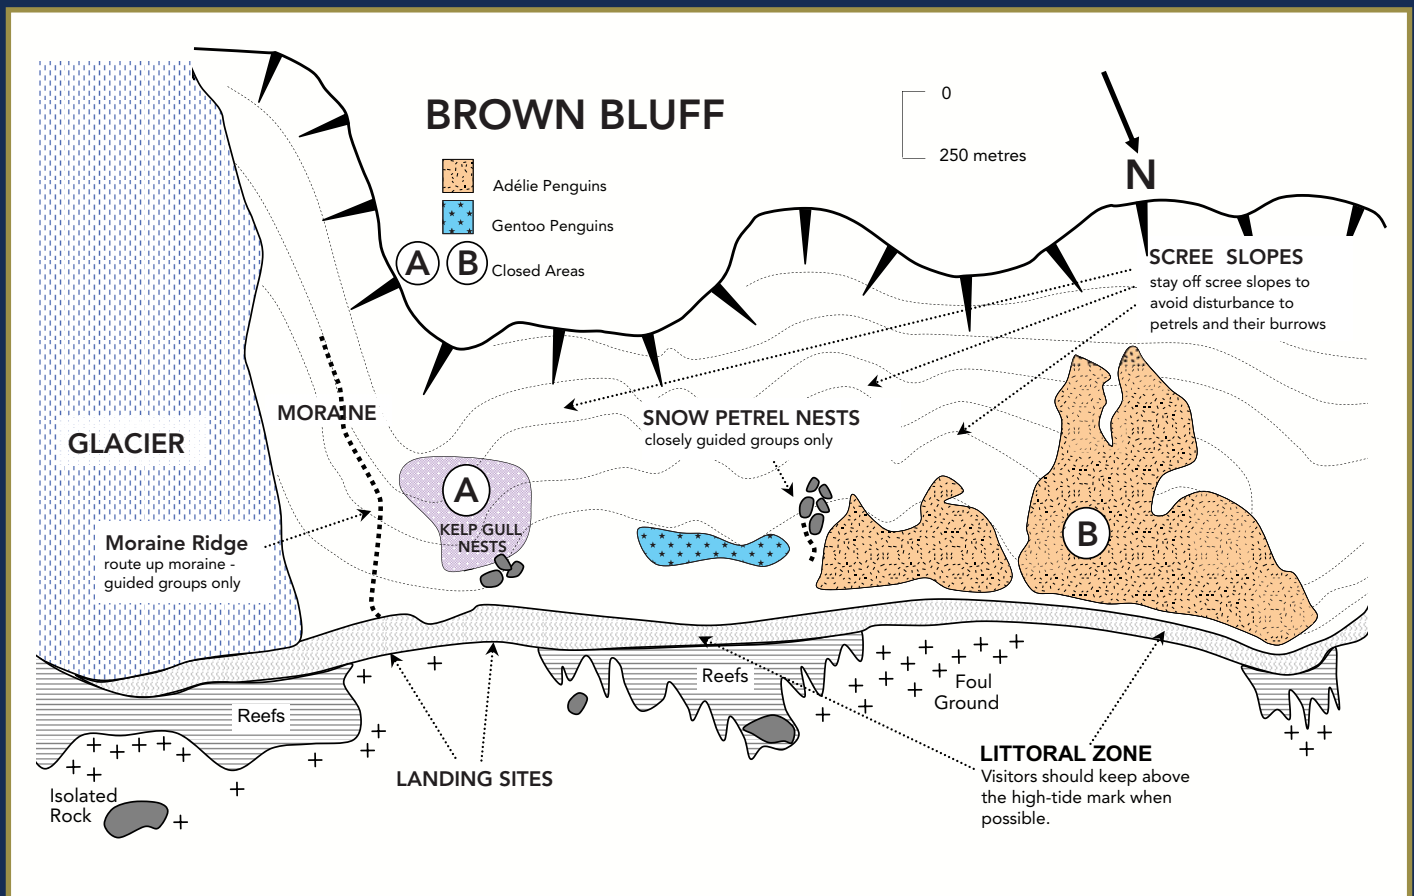 BROWN BLUFF
0
250 metres
N
Adélie Penguins
Gentoo Penguins
A B Closed Areas
SCREE SLOPES
stay off scree slopes to
avoid disturbance to
petrels and their burrows
MORAINE
GLACIER
SNOW PETREL NESTS
closely guided groups only
A
KELP GULL
NESTS
B
Moraine Ridge
route up moraine -
guided groups only
Reefs
Reefs
Foul
Ground
LANDING SITES
LITTORAL ZONE
Visitors should keep above
the high-tide mark when
possible.
Isolated
Rock